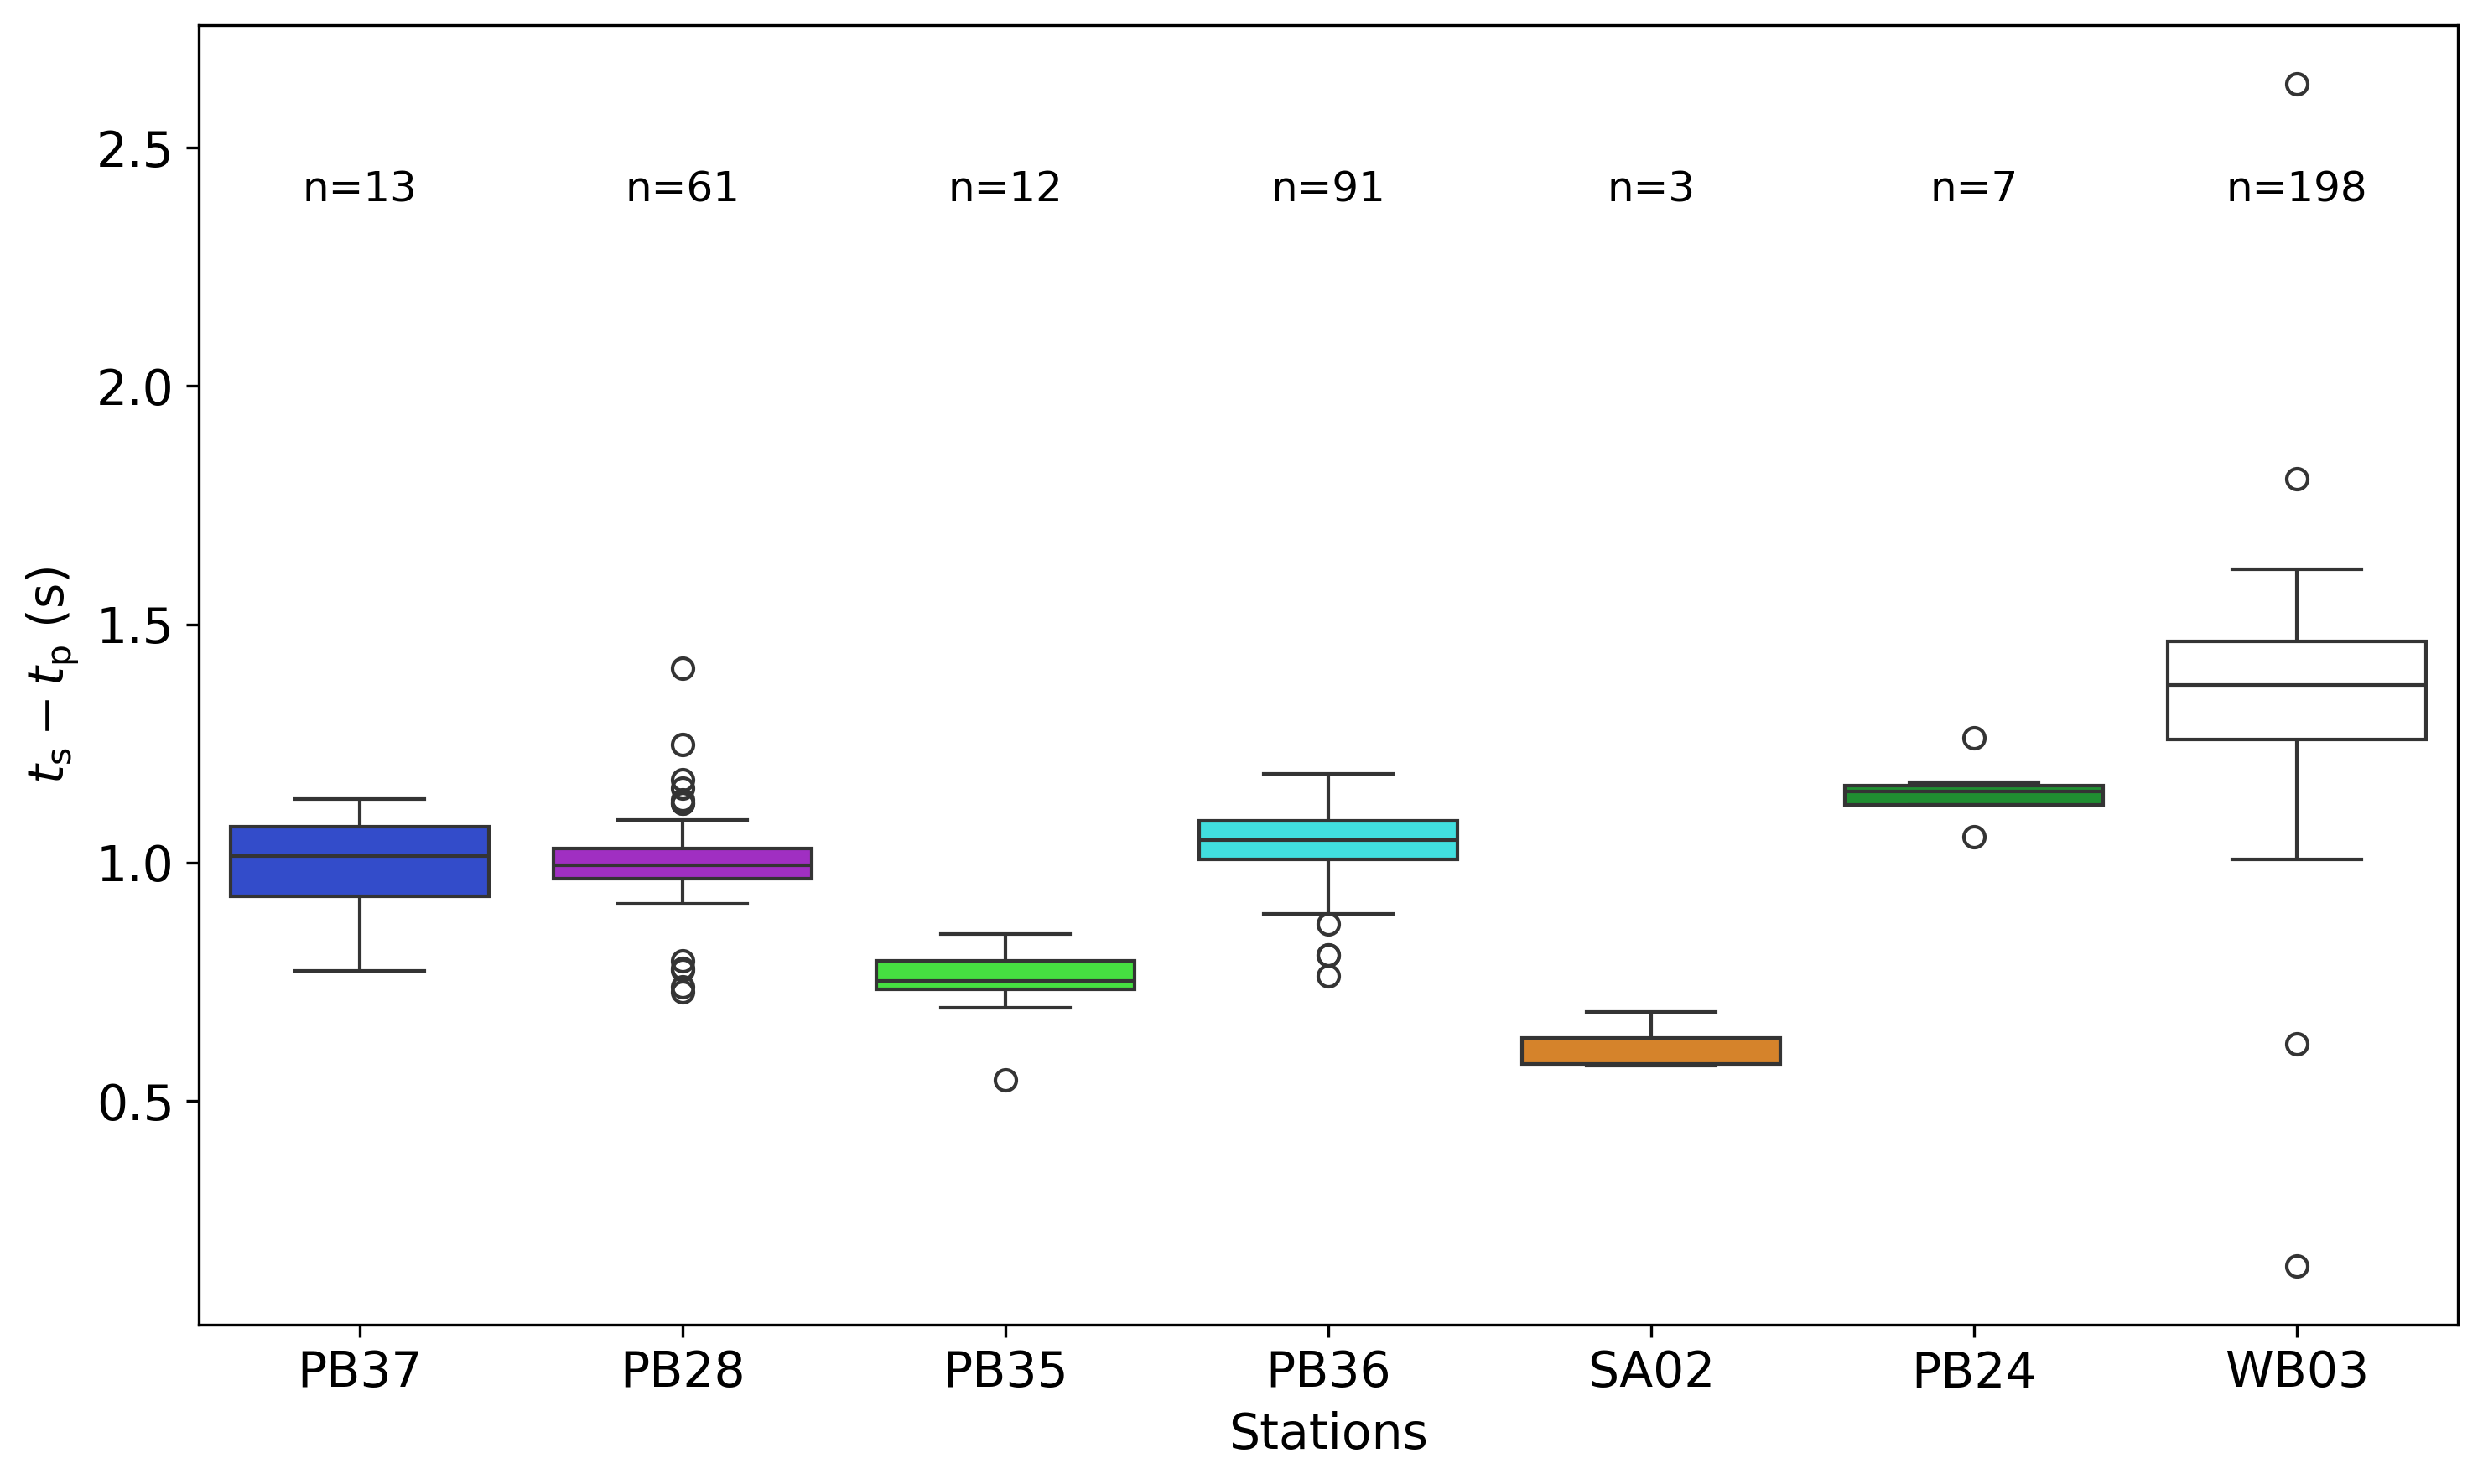 n=13 n=61 n=12 n=91 n=3 n=7 n=198
2.5
2.0
1.5
1.0
0.5
tₛ − tₚ (s)
PB37 PB28 PB35 PB36 SA02 PB24 WB03
Stations